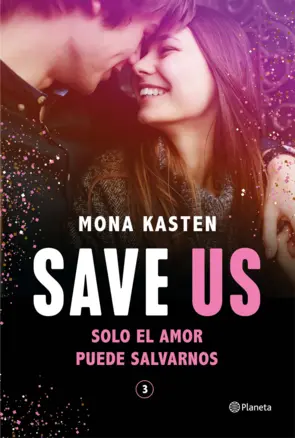 MONA KASTEN
SAVE US
SOLO EL AMOR
PUEDE SALVARNOS
3
Planeta